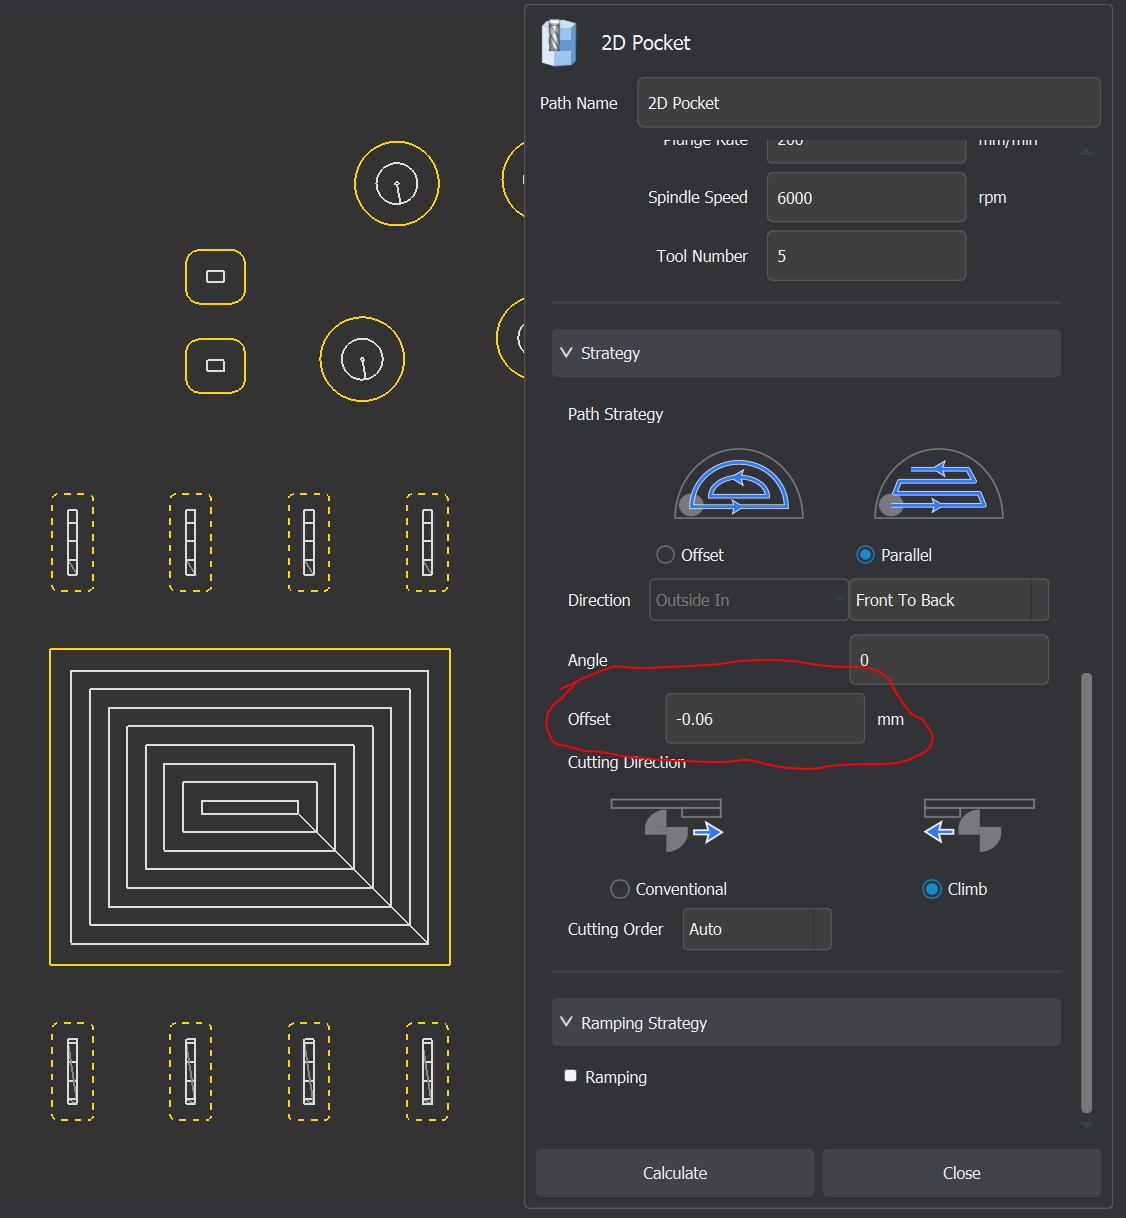 2D Pocket
Path Name 2D Pocket
Plunge Rate 200 mm/min
Spindle Speed 6000 rpm
Tool Number 5
Strategy
Path Strategy
Offset Parallel
Direction Outside In Front To Back
Angle 0
Offset -0.06 mm
Cutting Direction
Conventional Climb
Cutting Order Auto
Ramping Strategy
Ramping
Calculate Close